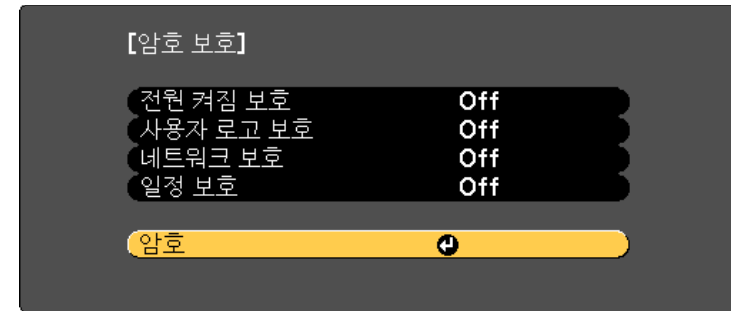 [암호 보호]
전원 켜짐 보호 Off
사용자 로고 보호 Off
네트워크 보호 Off
일정 보호 Off
암호